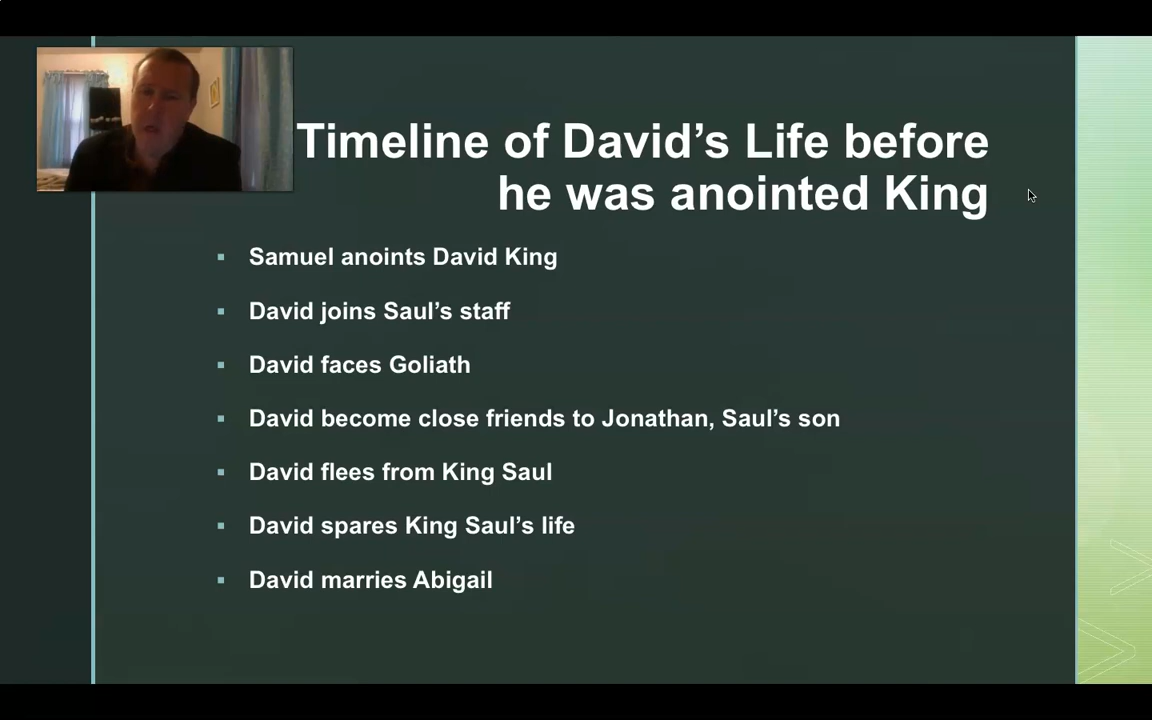 Timeline of David’s Life before
he was anointed King
Samuel anoints David King
David joins Saul’s staff
David faces Goliath
David become close friends to Jonathan, Saul’s son
David flees from King Saul
David spares King Saul’s life
David marries Abigail